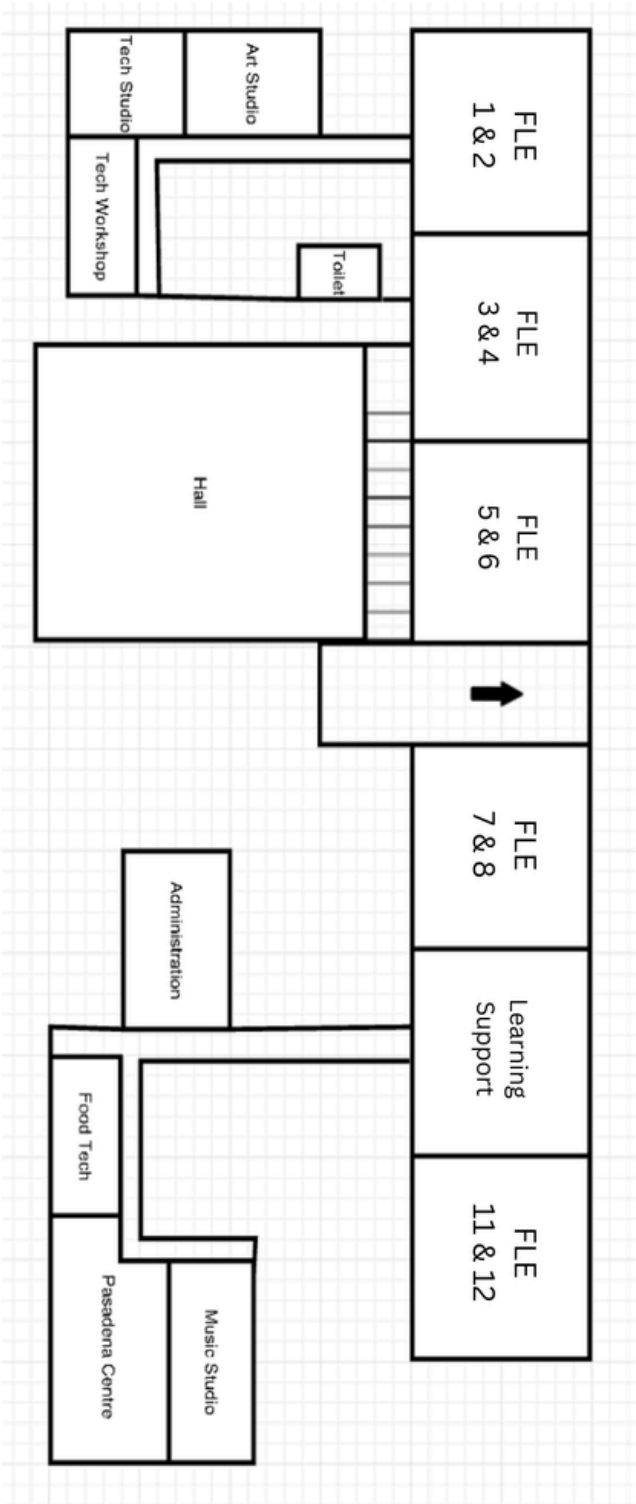 FLE
1 & 2
FLE
3 & 4
FLE
5 & 6
FLE
7 & 8
Learning
Support
FLE
11 & 12
Art Studio
Tech Studio
Tech Workshop
Toilet
Hall
Administration
Food Tech
Music Studio
Pasadena Centre